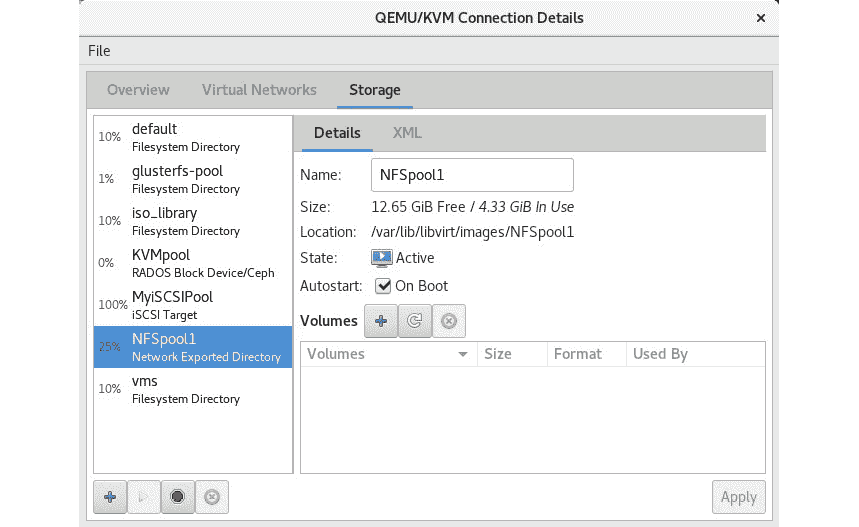 QEMU/KVM Connection Details
×
File
Overview Virtual Networks Storage
10% default
Filesystem Directory
1% glusterfs-pool
Filesystem Directory
10% iso_library
Filesystem Directory
0% KVMpool
RADOS Block Device/Ceph
100% MyiSCSIPool
iSCSI Target
25% NFSpool1
Network Exported Directory
10% vms
Filesystem Directory
Details XML
Name: NFSpool1
Size: 12.65 GiB Free / 4.33 GiB In Use
Location: /var/lib/libvirt/images/NFSpool1
State: Active
Autostart: On Boot
Volumes
Volumes Size Format Used By
Apply